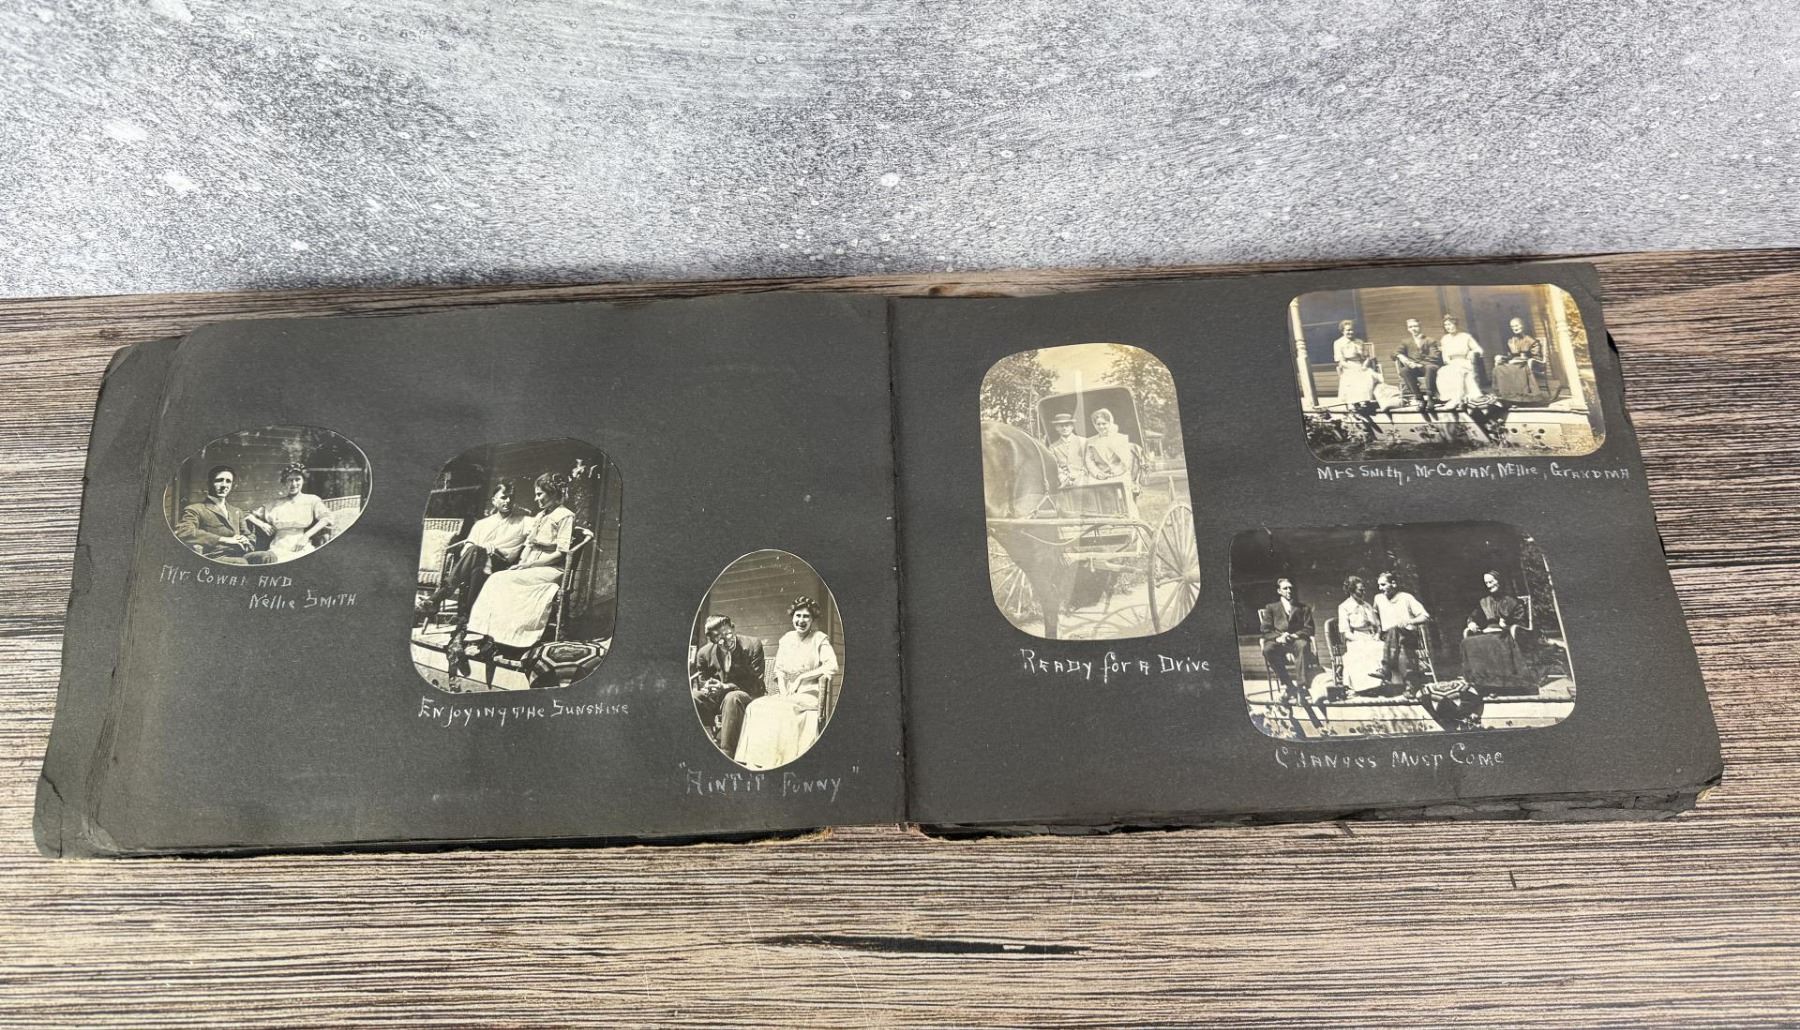 Mr Cowan and
Nellie Smith
Enjoying the Sunshine
"Aint it Funny"
Ready for a Drive
Mrs Smith, Mr Cowan, Nellie, Grandma
Changes Must Come